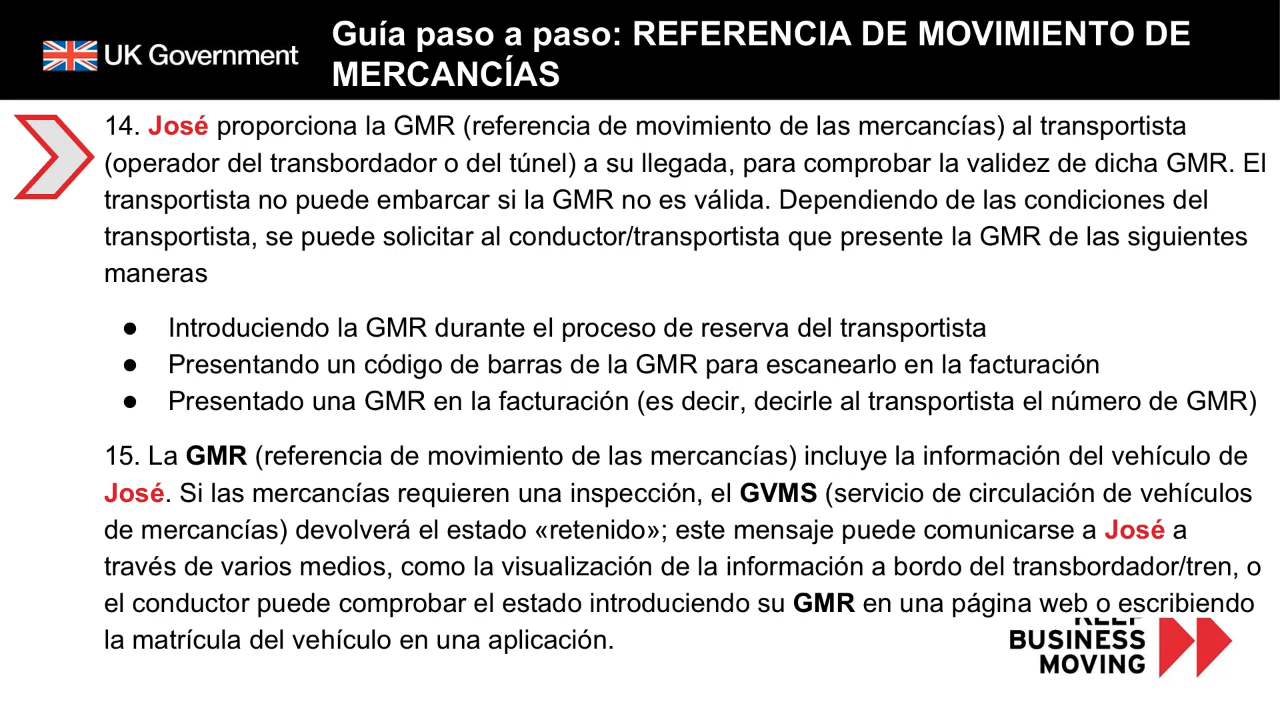 UK Government
Guía paso a paso: REFERENCIA DE MOVIMIENTO DE
MERCANCÍAS
14. José proporciona la GMR (referencia de movimiento de las mercancías) al transportista
(operador del transbordador o del túnel) a su llegada, para comprobar la validez de dicha GMR. El
transportista no puede embarcar si la GMR no es válida. Dependiendo de las condiciones del
transportista, se puede solicitar al conductor/transportista que presente la GMR de las siguientes
maneras
● Introduciendo la GMR durante el proceso de reserva del transportista
● Presentando un código de barras de la GMR para escanearlo en la facturación
● Presentado una GMR en la facturación (es decir, decirle al transportista el número de GMR)
15. La GMR (referencia de movimiento de las mercancías) incluye la información del vehículo de
José. Si las mercancías requieren una inspección, el GVMS (servicio de circulación de vehículos
de mercancías) devolverá el estado «retenido»; este mensaje puede comunicarse a José a
través de varios medios, como la visualización de la información a bordo del transbordador/tren, o
el conductor puede comprobar el estado introduciendo su GMR en una página web o escribiendo
la matrícula del vehículo en una aplicación.
KEEP
BUSINESS
MOVING